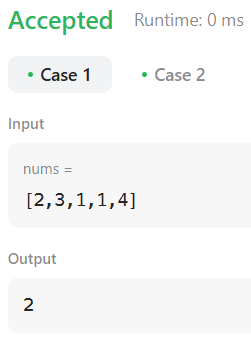 Accepted Runtime: 0 ms
• Case 1 • Case 2
Input
nums =
[2,3,1,1,4]
Output
2